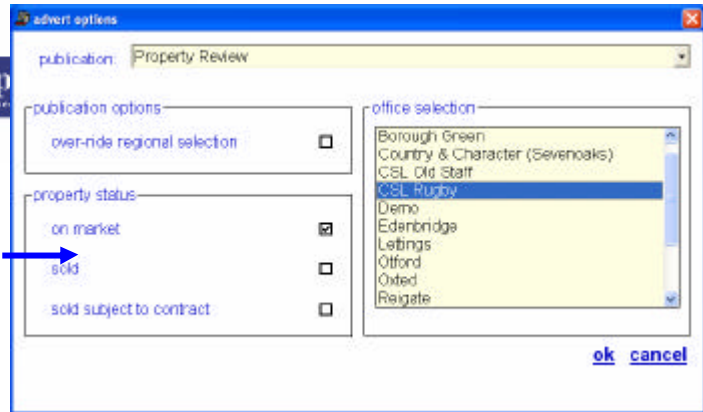 advert options
publication: Property Review
publication options
over-ride regional selection
property status
on market
sold
sold subject to contract
office selection
Borough Green
Country & Character (Sevenoaks)
CSL Old Staff
CSL Rugby
Demo
Edenbridge
Lettings
Otford
Oxted
Reigate
ok cancel